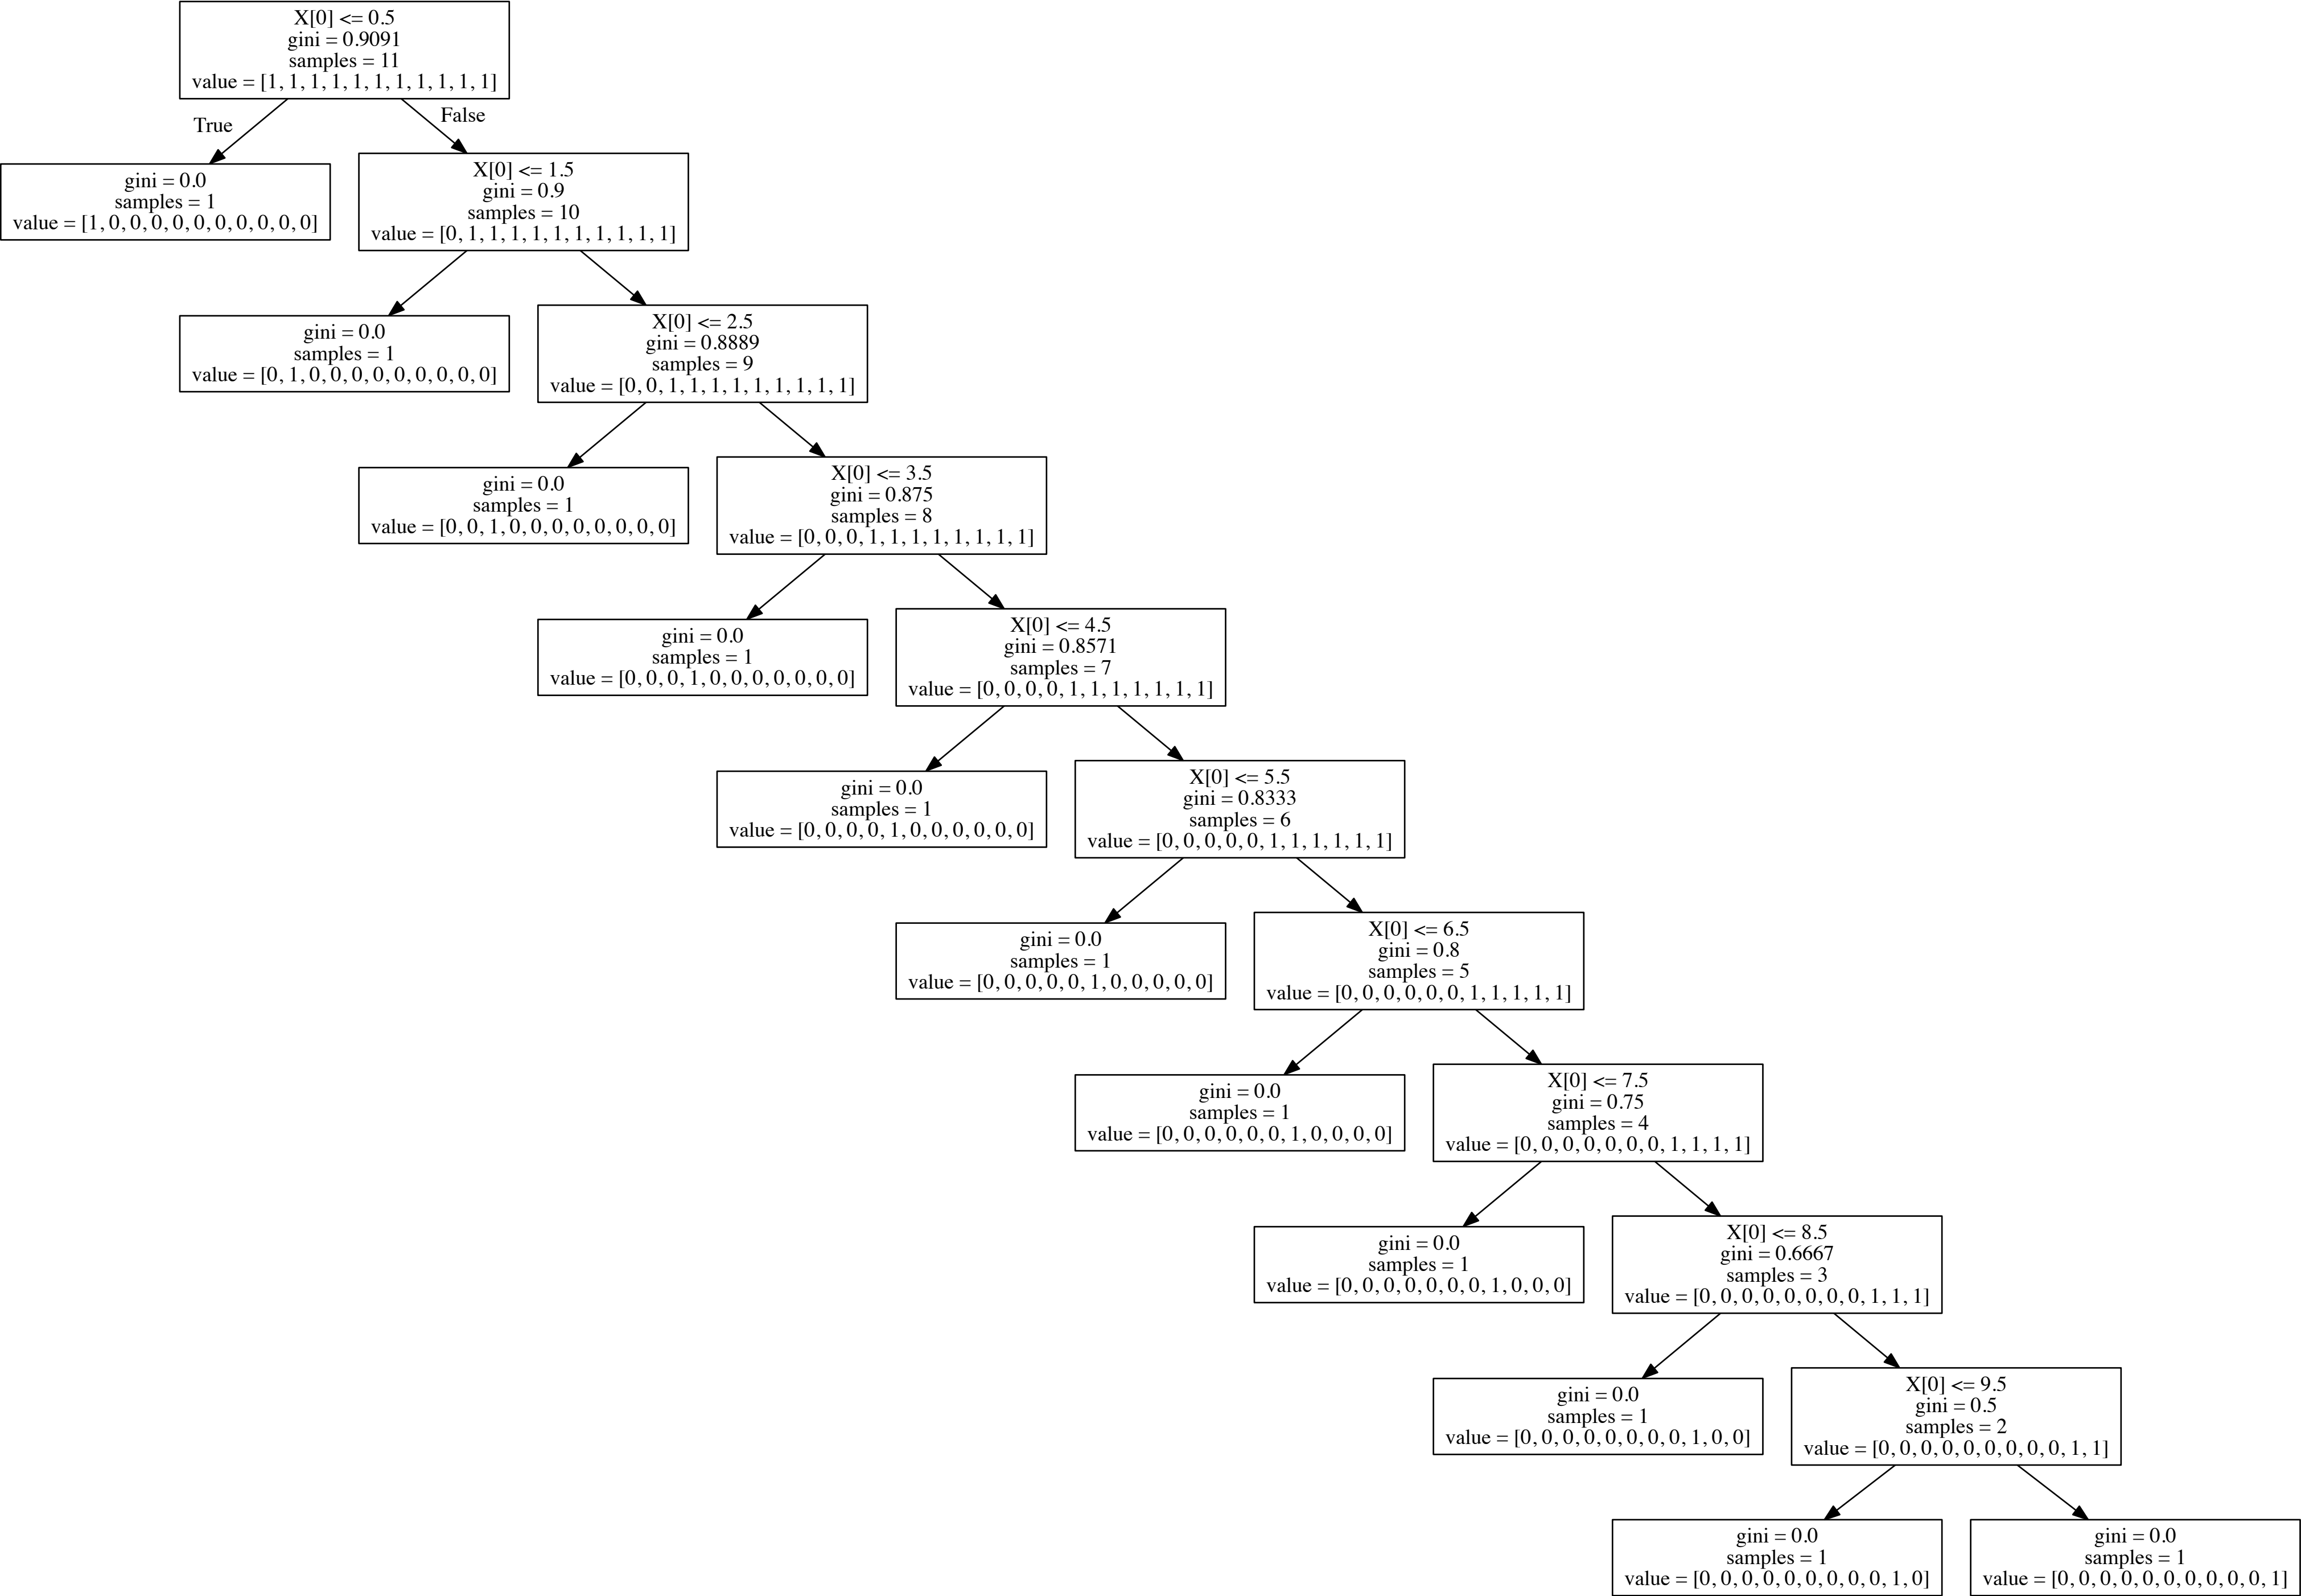 X[0] <= 0.5
gini = 0.9091
samples = 11
value = [1, 1, 1, 1, 1, 1, 1, 1, 1, 1, 1]
True
False
gini = 0.0
samples = 1
value = [1, 0, 0, 0, 0, 0, 0, 0, 0, 0, 0]
X[0] <= 1.5
gini = 0.9
samples = 10
value = [0, 1, 1, 1, 1, 1, 1, 1, 1, 1, 1]
gini = 0.0
samples = 1
value = [0, 1, 0, 0, 0, 0, 0, 0, 0, 0, 0]
X[0] <= 2.5
gini = 0.8889
samples = 9
value = [0, 0, 1, 1, 1, 1, 1, 1, 1, 1, 1]
gini = 0.0
samples = 1
value = [0, 0, 1, 0, 0, 0, 0, 0, 0, 0, 0]
X[0] <= 3.5
gini = 0.875
samples = 8
value = [0, 0, 0, 1, 1, 1, 1, 1, 1, 1, 1]
gini = 0.0
samples = 1
value = [0, 0, 0, 1, 0, 0, 0, 0, 0, 0, 0]
X[0] <= 4.5
gini = 0.8571
samples = 7
value = [0, 0, 0, 0, 1, 1, 1, 1, 1, 1, 1]
gini = 0.0
samples = 1
value = [0, 0, 0, 0, 1, 0, 0, 0, 0, 0, 0]
X[0] <= 5.5
gini = 0.8333
samples = 6
value = [0, 0, 0, 0, 0, 1, 1, 1, 1, 1, 1]
gini = 0.0
samples = 1
value = [0, 0, 0, 0, 0, 1, 0, 0, 0, 0, 0]
X[0] <= 6.5
gini = 0.8
samples = 5
value = [0, 0, 0, 0, 0, 0, 1, 1, 1, 1, 1]
gini = 0.0
samples = 1
value = [0, 0, 0, 0, 0, 0, 1, 0, 0, 0, 0]
X[0] <= 7.5
gini = 0.75
samples = 4
value = [0, 0, 0, 0, 0, 0, 0, 1, 1, 1, 1]
gini = 0.0
samples = 1
value = [0, 0, 0, 0, 0, 0, 0, 1, 0, 0, 0]
X[0] <= 8.5
gini = 0.6667
samples = 3
value = [0, 0, 0, 0, 0, 0, 0, 0, 1, 1, 1]
gini = 0.0
samples = 1
value = [0, 0, 0, 0, 0, 0, 0, 0, 1, 0, 0]
X[0] <= 9.5
gini = 0.5
samples = 2
value = [0, 0, 0, 0, 0, 0, 0, 0, 0, 1, 1]
gini = 0.0
samples = 1
value = [0, 0, 0, 0, 0, 0, 0, 0, 0, 1, 0]
gini = 0.0
samples = 1
value = [0, 0, 0, 0, 0, 0, 0, 0, 0, 0, 1]